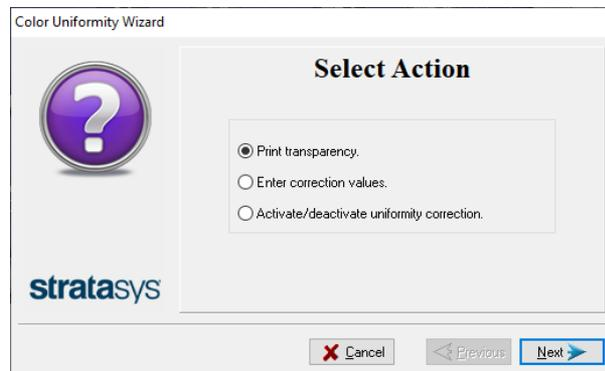 Color Uniformity Wizard
Select Action
Print transparency.
Enter correction values.
Activate/deactivate uniformity correction.
stratasys
Cancel
Previous
Next